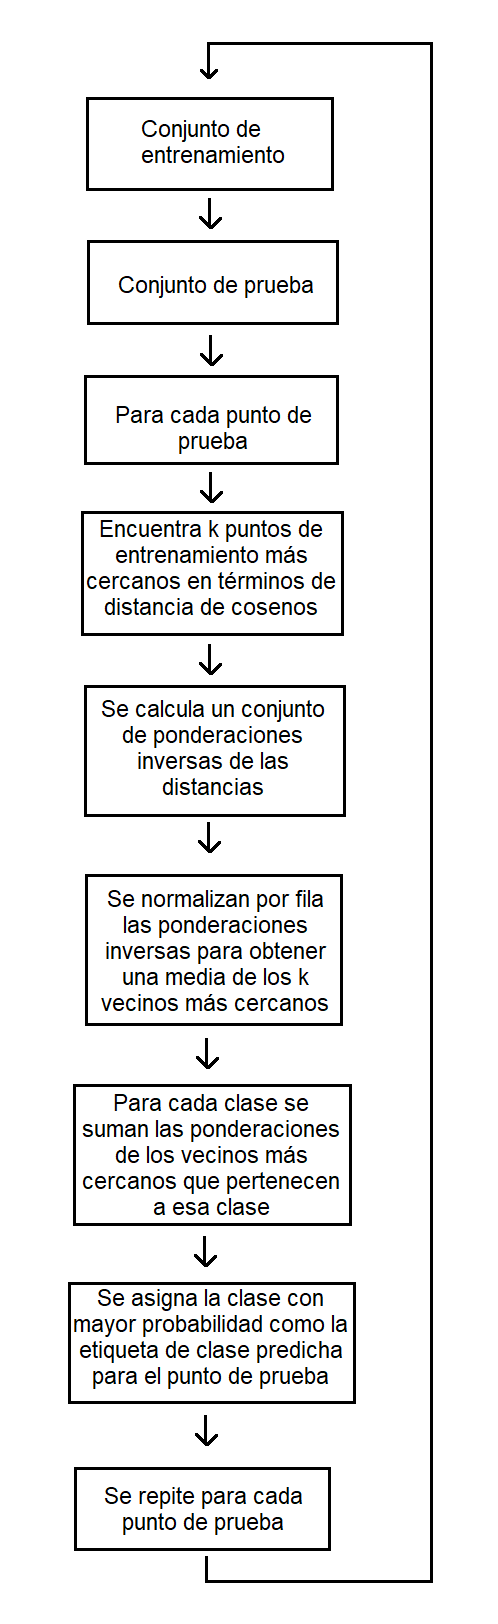 Conjunto de
entrenamiento
Conjunto de prueba
Para cada punto de
prueba
Encuentra k puntos de
entrenamiento más
cercanos en términos de
distancia de cosenos
Se calcula un conjunto
de ponderaciones
inversas de las
distancias
Se normalizan por fila
las ponderaciones
inversas para obtener
una media de los k
vecinos más cercanos
Para cada clase se
suman las ponderaciones
de los vecinos más
cercanos que pertenecen
a esa clase
Se asigna la clase con
mayor probabilidad como la
etiqueta de clase predicha
para el punto de prueba
Se repite para cada
punto de prueba